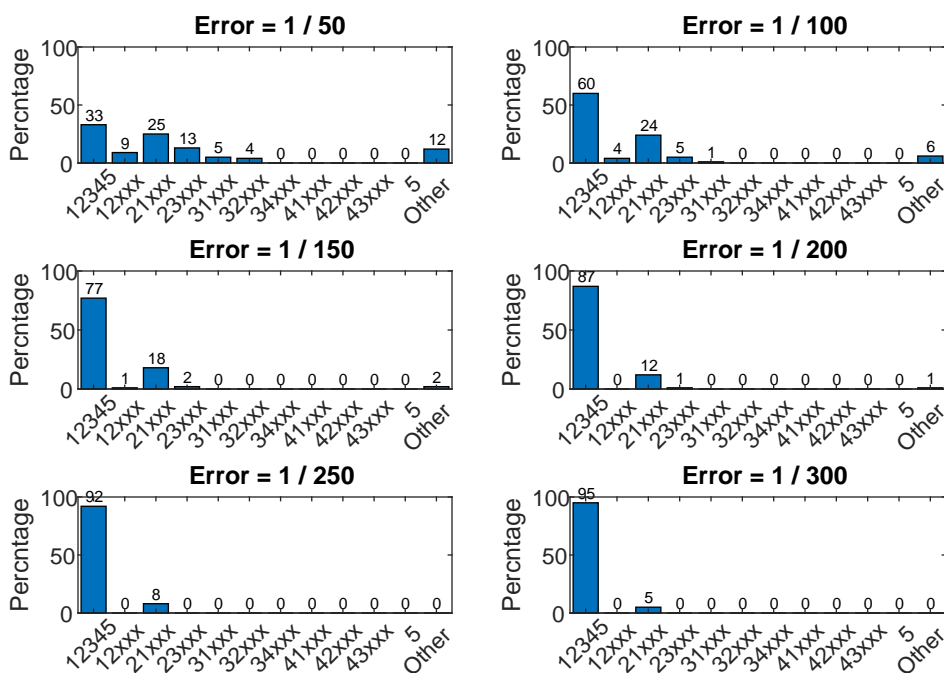 Error = 1 / 50
Percntage
100
50
0
33
9
25
13
5
4
0
0
0
0
0
12
12345
12xxx
21xxx
23xxx
31xxx
32xxx
34xxx
41xxx
42xxx
43xxx
5
Other
Error = 1 / 100
Percntage
100
50
0
60
4
24
5
1
0
0
0
0
0
0
6
12345
12xxx
21xxx
23xxx
31xxx
32xxx
34xxx
41xxx
42xxx
43xxx
5
Other
Error = 1 / 150
Percntage
100
50
0
77
1
18
2
0
0
0
0
0
0
0
2
12345
12xxx
21xxx
23xxx
31xxx
32xxx
34xxx
41xxx
42xxx
43xxx
5
Other
Error = 1 / 200
Percntage
100
50
0
87
0
12
1
0
0
0
0
0
0
0
1
12345
12xxx
21xxx
23xxx
31xxx
32xxx
34xxx
41xxx
42xxx
43xxx
5
Other
Error = 1 / 250
Percntage
100
50
0
92
0
8
0
0
0
0
0
0
0
0
0
12345
12xxx
21xxx
23xxx
31xxx
32xxx
34xxx
41xxx
42xxx
43xxx
5
Other
Error = 1 / 300
Percntage
100
50
0
95
0
5
0
0
0
0
0
0
0
0
0
12345
12xxx
21xxx
23xxx
31xxx
32xxx
34xxx
41xxx
42xxx
43xxx
5
Other